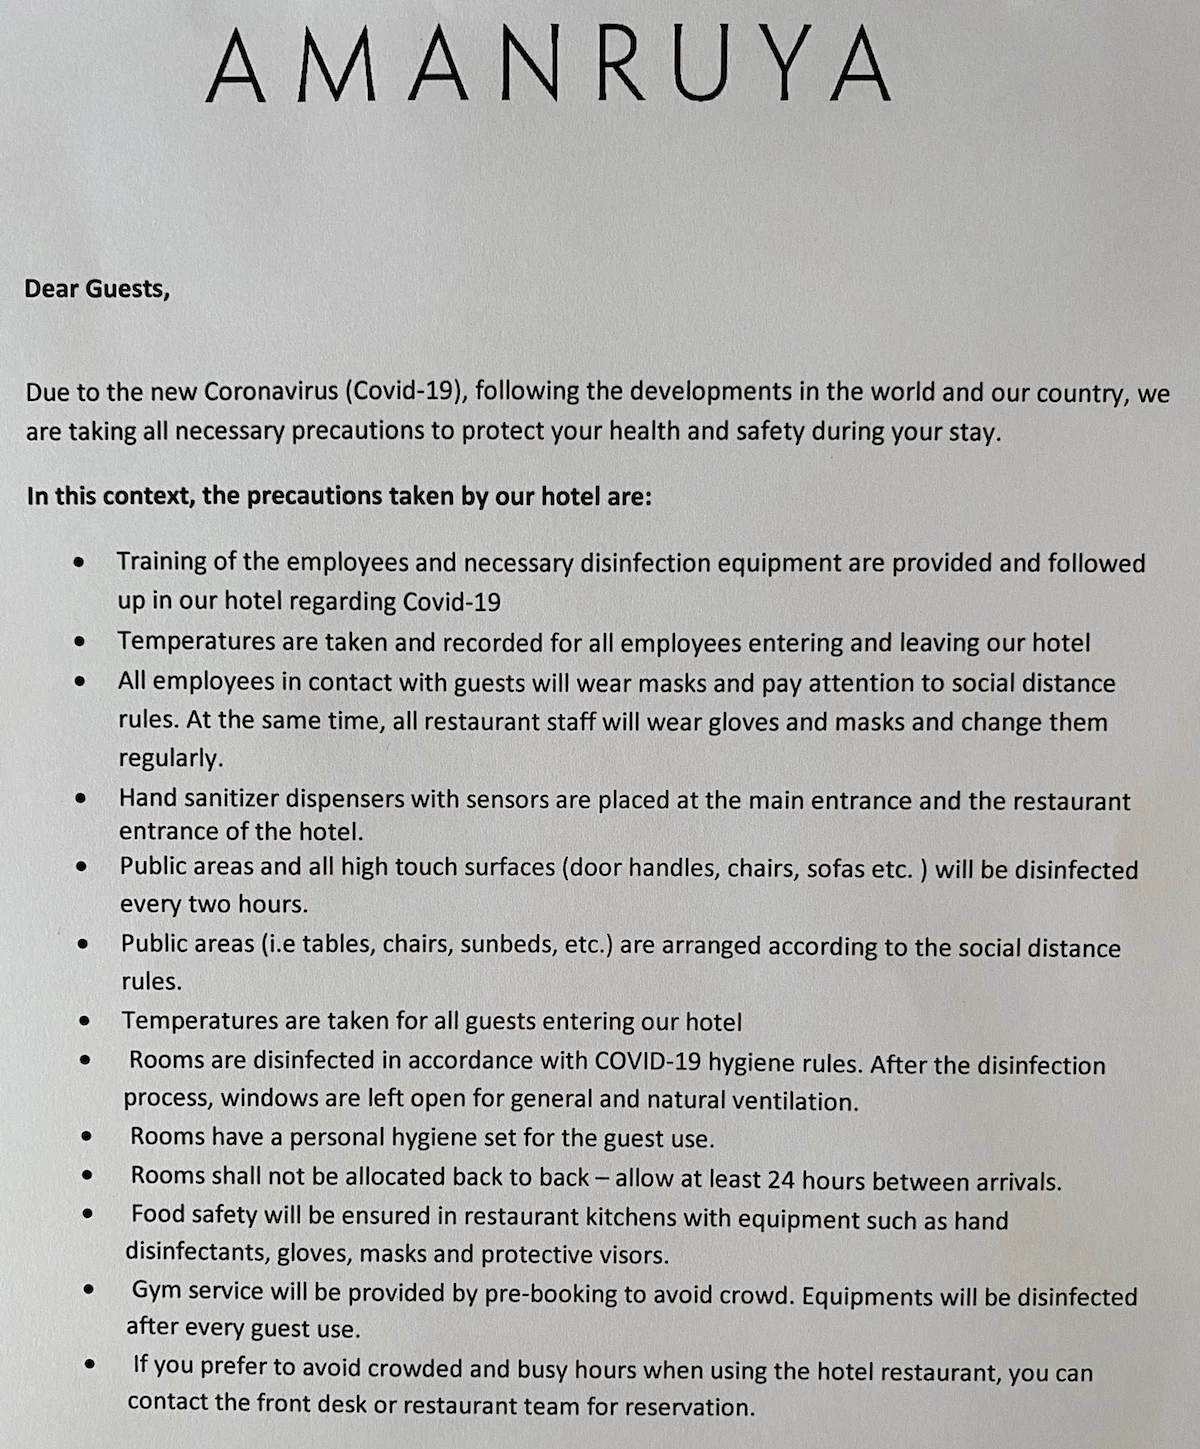 AMANRUYA
Dear Guests,
Due to the new Coronavirus (Covid-19), following the developments in the world and our country, we
are taking all necessary precautions to protect your health and safety during your stay.
In this context, the precautions taken by our hotel are:
• Training of the employees and necessary disinfection equipment are provided and followed
up in our hotel regarding Covid-19
• Temperatures are taken and recorded for all employees entering and leaving our hotel
• All employees in contact with guests will wear masks and pay attention to social distance
rules. At the same time, all restaurant staff will wear gloves and masks and change them
regularly.
• Hand sanitizer dispensers with sensors are placed at the main entrance and the restaurant
entrance of the hotel.
• Public areas and all high touch surfaces (door handles, chairs, sofas etc. ) will be disinfected
every two hours.
• Public areas (i.e tables, chairs, sunbeds, etc.) are arranged according to the social distance
rules.
• Temperatures are taken for all guests entering our hotel
• Rooms are disinfected in accordance with COVID-19 hygiene rules. After the disinfection
process, windows are left open for general and natural ventilation.
• Rooms have a personal hygiene set for the guest use.
• Rooms shall not be allocated back to back – allow at least 24 hours between arrivals.
• Food safety will be ensured in restaurant kitchens with equipment such as hand
disinfectants, gloves, masks and protective visors.
• Gym service will be provided by pre-booking to avoid crowd. Equipments will be disinfected
after every guest use.
• If you prefer to avoid crowded and busy hours when using the hotel restaurant, you can
contact the front desk or restaurant team for reservation.